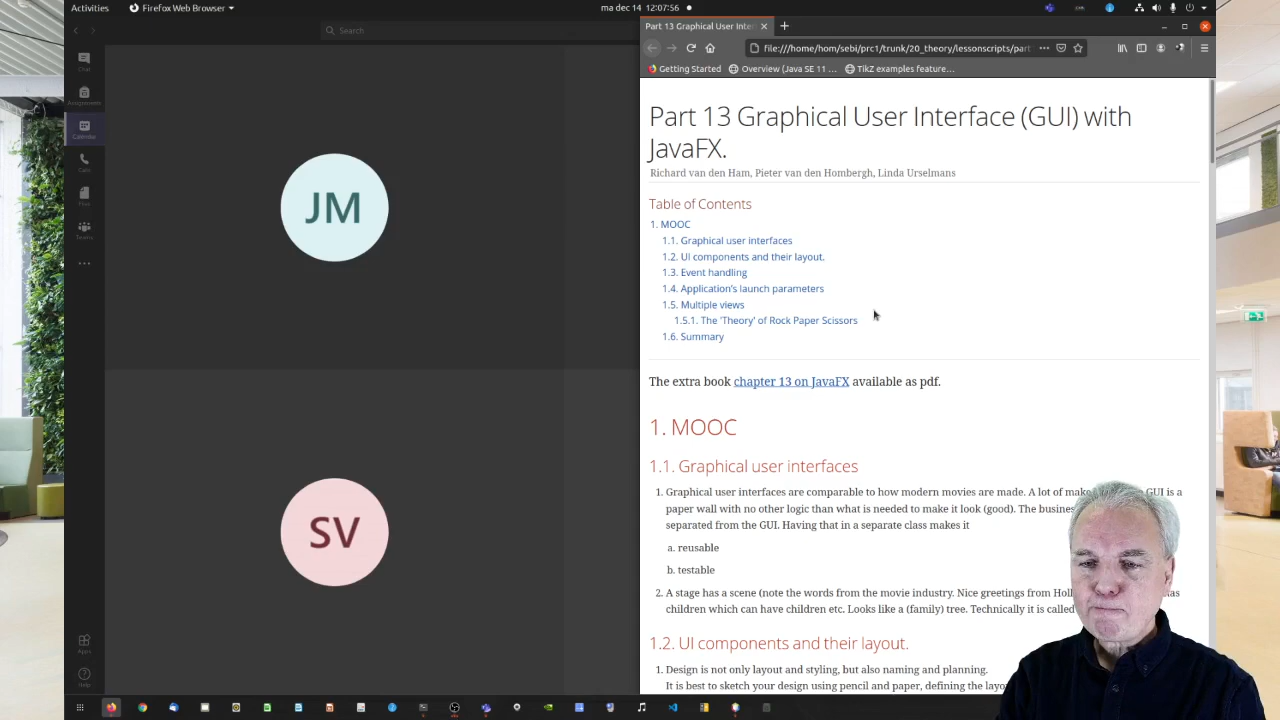 Activities
Firefox Web Browser
ma dec 14 12:07:56
Search
Chat
Assignments
Calendar
Calls
Files
Teams
Apps
Help
JM
SV
Part 13 Graphical User Inter
file:///home/hom/sebi/prc1/trunk/20_theory/lessonscripts/part
Getting Started
Overview (Java SE 11 ...
TikZ examples feature...
Part 13 Graphical User Interface (GUI) with
JavaFX.
Richard van den Ham, Pieter van den Hombergh, Linda Urselmans
Table of Contents
1. MOOC
1.1. Graphical user interfaces
1.2. UI components and their layout.
1.3. Event handling
1.4. Application's launch parameters
1.5. Multiple views
1.5.1. The 'Theory' of Rock Paper Scissors
1.6. Summary
The extra book chapter 13 on JavaFX available as pdf.
1. MOOC
1.1. Graphical user interfaces
1. Graphical user interfaces are comparable to how modern movies are made. A lot of make GUI is a
paper wall with no other logic than what is needed to make it look (good). The busines
separated from the GUI. Having that in a separate class makes it
a. reusable
b. testable
2. A stage has a scene (note the words from the movie industry. Nice greetings from Holl has
children which can have children etc. Looks like a (family) tree. Technically it is called
1.2. UI components and their layout.
1. Design is not only layout and styling, but also naming and planning.
It is best to sketch your design using pencil and paper, defining the layou